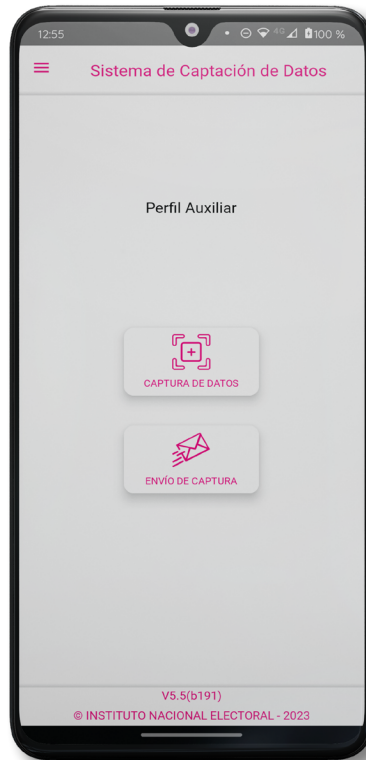 12:55
4G 100 %
Sistema de Captación de Datos
Perfil Auxiliar
CAPTURA DE DATOS
ENVÍO DE CAPTURA
V5.5(b191)
© INSTITUTO NACIONAL ELECTORAL - 2023